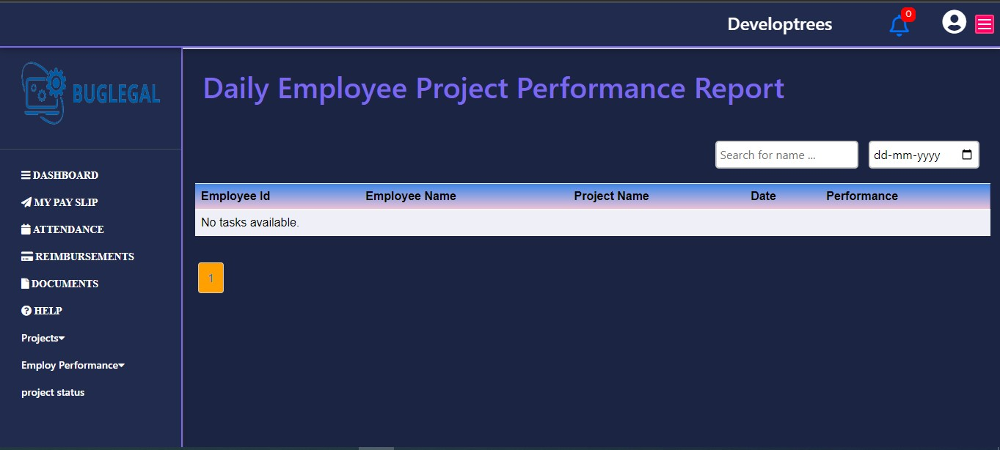 Developtrees
0
BUGLEGAL
Daily Employee Project Performance Report
Search for name ...
dd-mm-yyyy
Employee Id Employee Name Project Name Date Performance
No tasks available.
1
DASHBOARD
MY PAY SLIP
ATTENDANCE
REIMBURSEMENTS
DOCUMENTS
HELP
Projects
Employ Performance
project status